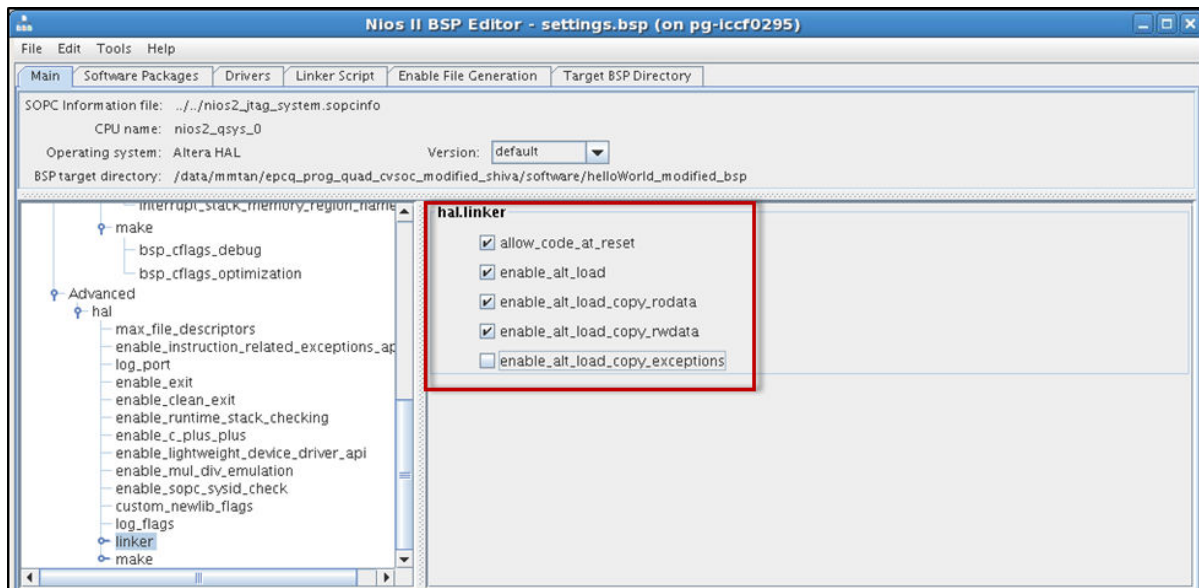 Nios II BSP Editor - settings.bsp (on pg-iccf0295)
File Edit Tools Help
Main Software Packages Drivers Linker Script Enable File Generation Target BSP Directory
SOPC Information file: ../../nios2_jtag_system.sopcinfo
CPU name: nios2_qsys_0
Operating system: Altera HAL Version: default
BSP target directory: /data/mmtan/epcq_prog_quad_cvsoc_modified_shiva/software/helloWorld_modified_bsp
interrupt_stack_memory_region_name
make
bsp_cflags_debug
bsp_cflags_optimization
Advanced
hal
max_file_descriptors
enable_instruction_related_exceptions_ap
log_port
enable_exit
enable_clean_exit
enable_runtime_stack_checking
enable_c_plus_plus
enable_lightweight_device_driver_api
enable_mul_div_emulation
enable_sopc_sysid_check
custom_newlib_flags
log_flags
linker
make
hal.linker
allow_code_at_reset
enable_alt_load
enable_alt_load_copy_rodata
enable_alt_load_copy_rwdata
enable_alt_load_copy_exceptions